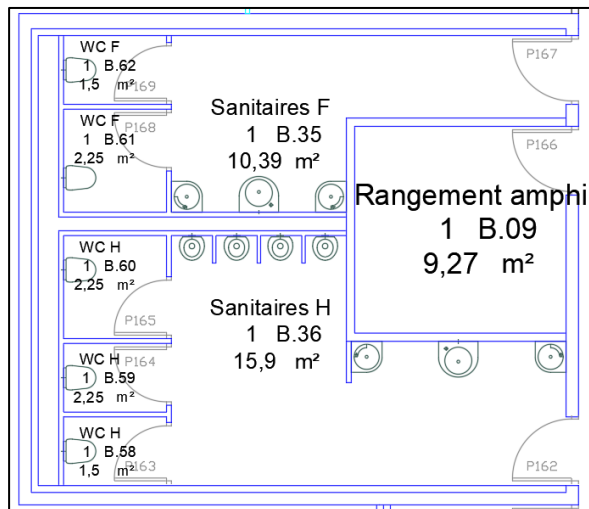 WC F
1 B.62
1,5 m²
P169
P167
WC F
1 B.61
2,25 m²
P168
Sanitaires F
1 B.35
10,39 m²
P166
Rangement amphi
1 B.09
9,27 m²
WC H
1 B.60
2,25 m²
P165
Sanitaires H
1 B.36
15,9 m²
WC H
1 B.59
2,25 m²
P164
WC H
1 B.58
1,5 m²
P163
P162